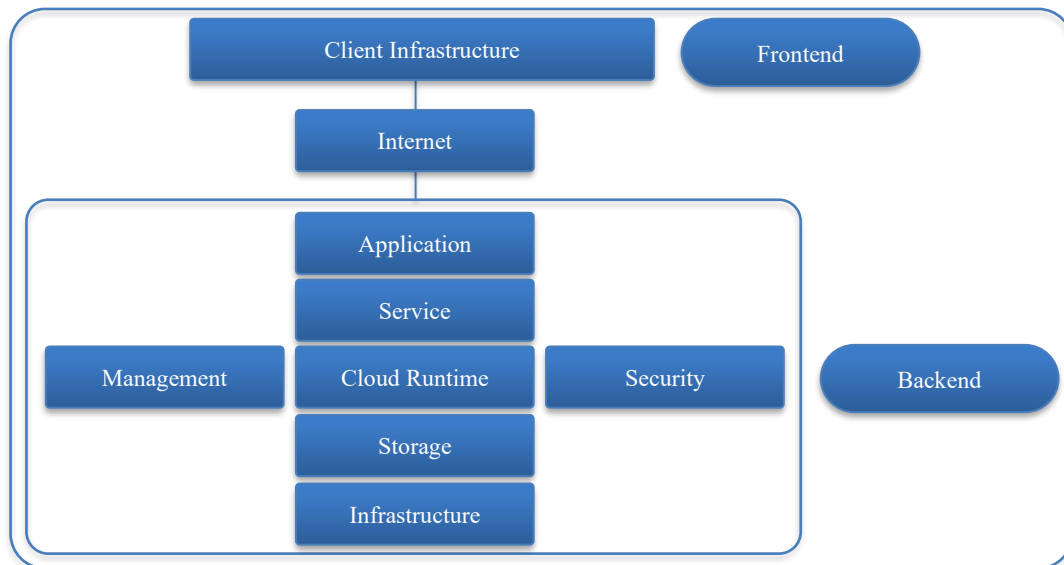 Client Infrastructure
Frontend
Internet
Application
Service
Management
Cloud Runtime
Security
Backend
Storage
Infrastructure